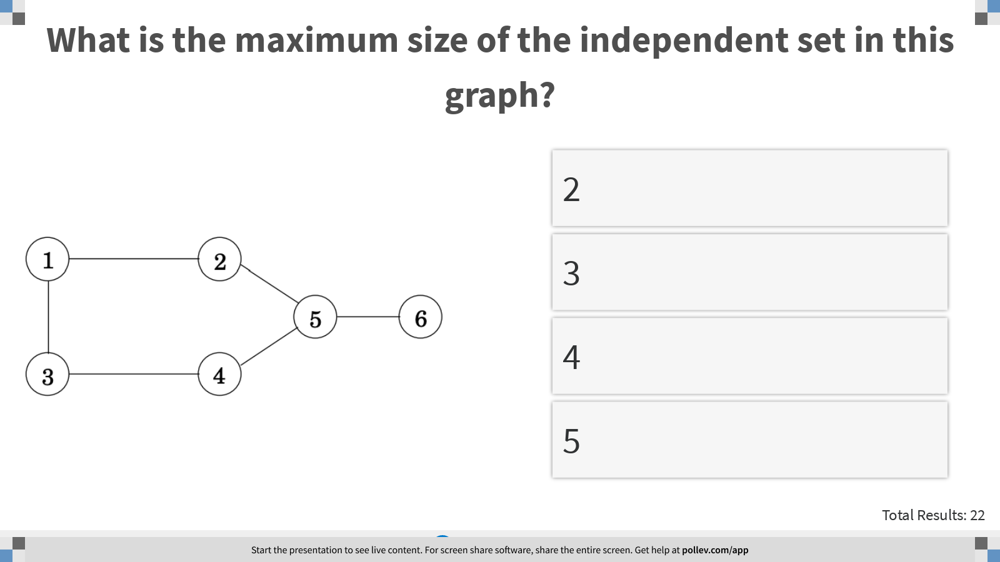 What is the maximum size of the independent set in this
graph?
2
3
4
5
1
2
5
6
3
4
Total Results: 22
Start the presentation to see live content. For screen share software, share the entire screen. Get help at pollev.com/app